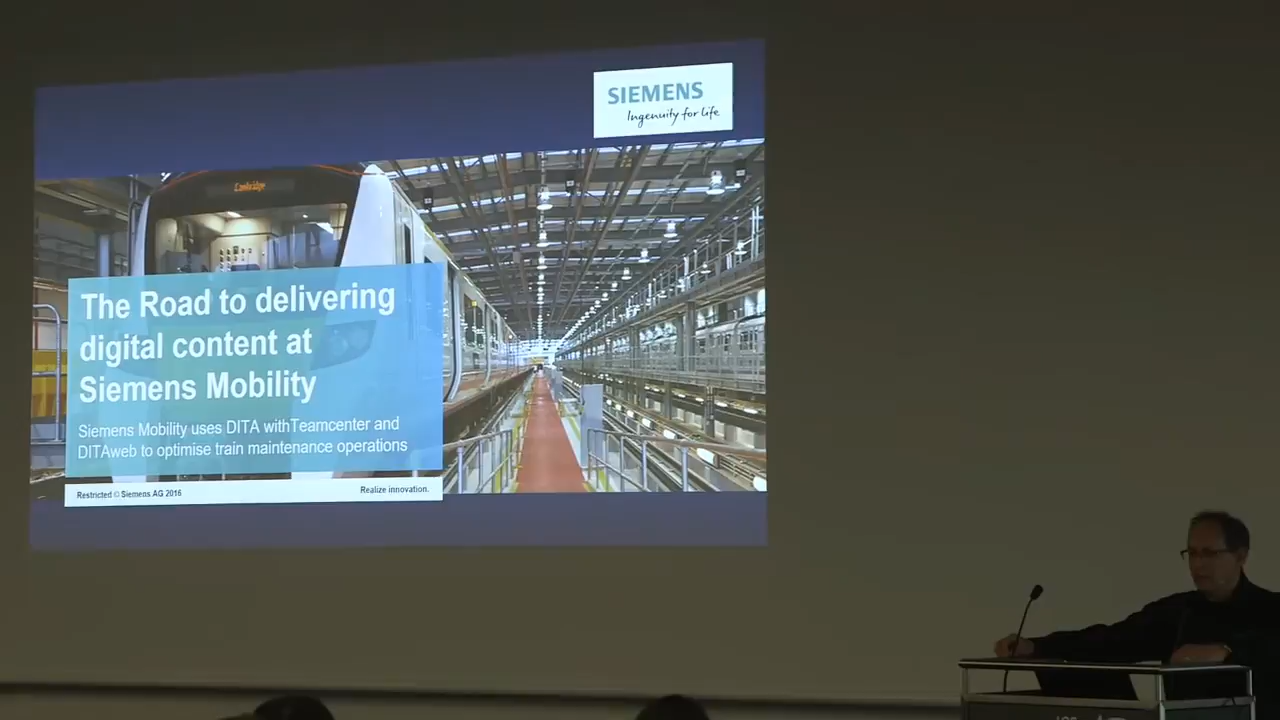 SIEMENS
Ingenuity for life
The Road to delivering
digital content at
Siemens Mobility
Siemens Mobility uses DITA withTeamcenter and
DITAweb to optimise train maintenance operations
Restricted © Siemens AG 2016
Realize innovation.